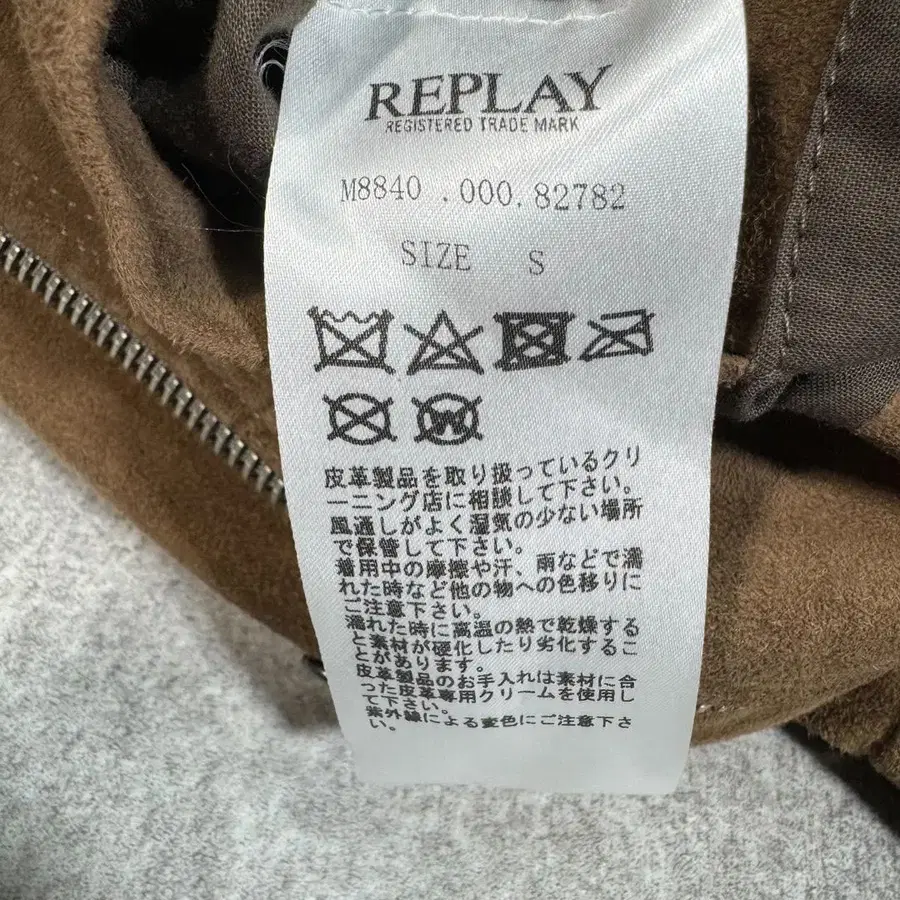 REPLAY
REGISTERED TRADE MARK
M8840 .000.82782
SIZE S
W
皮革製品を取り扱っているクリ
ーニング店に相談して下さい。
風通しがよく湿気の少ない場所
で保管して下さい。
着用中の摩擦や汗、雨などで濡
れた時など他の物への色移りに
ご注意下さい。
濡れた時に高温の熱で乾燥する
と素材が硬化したり劣化するこ
とがあります。
皮革製品のお手入れは素材に合
った皮革専用クリームを使用し
て下さい。
紫外線による変色にご注意下さ
い。